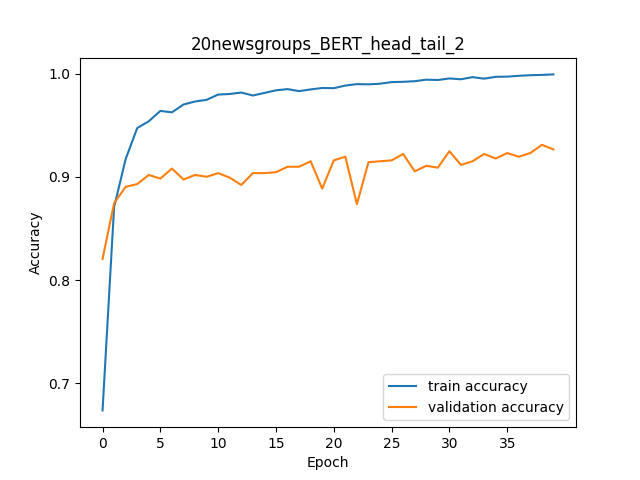 20newsgroups_BERT_head_tail_2
Accuracy
1.0
0.9
0.8
0.7
train accuracy
validation accuracy
0 5 10 15 20 25 30 35
Epoch